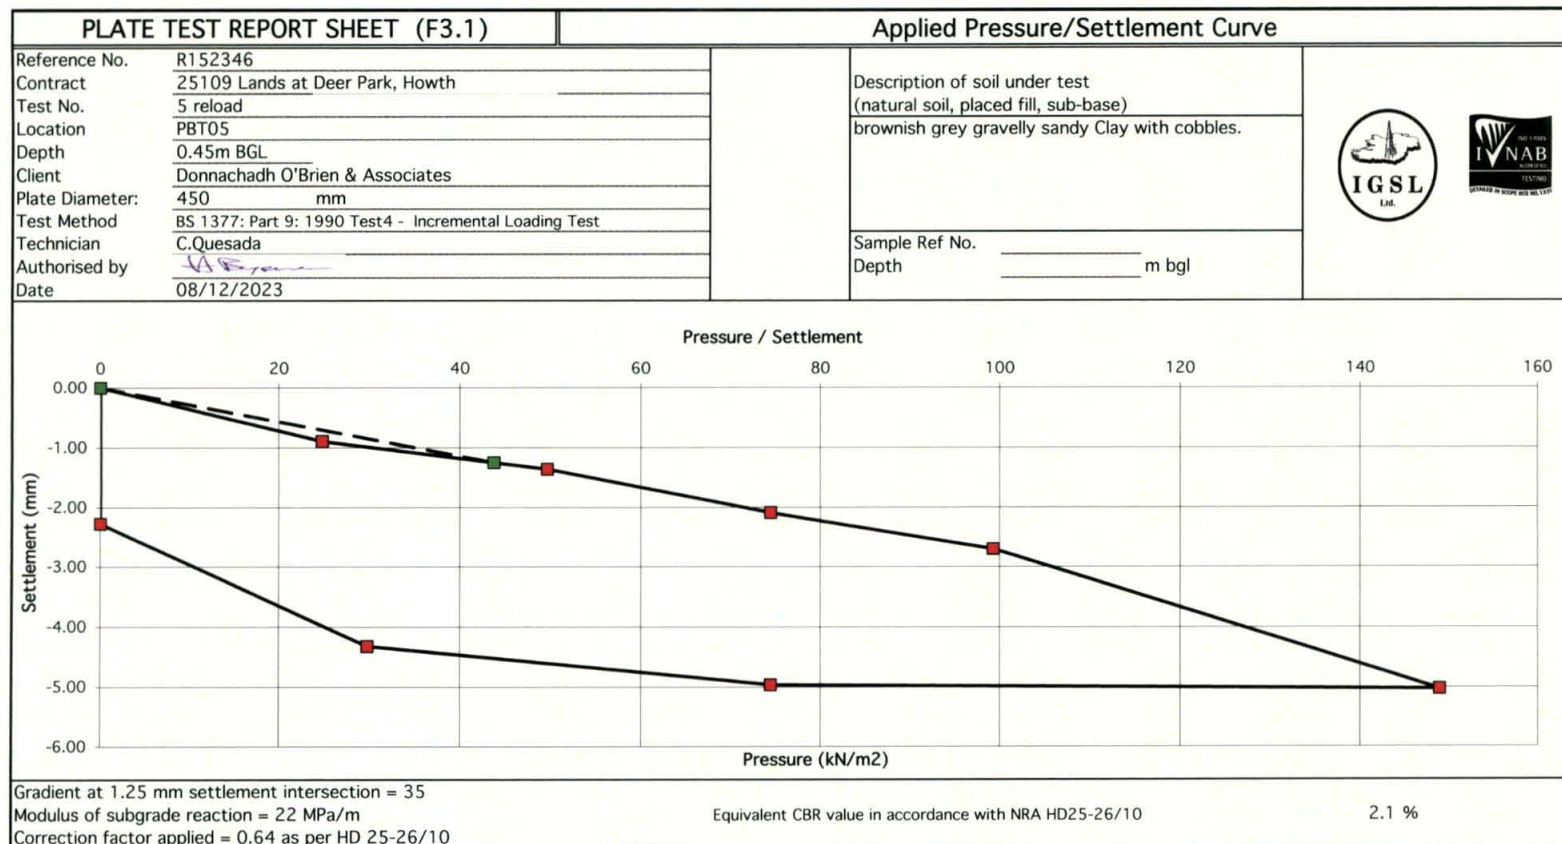 PLATE TEST REPORT SHEET (F3.1)
Applied Pressure/Settlement Curve
Reference No. R152346
Contract 25109 Lands at Deer Park, Howth
Test No. 5 reload
Location PBT05
Depth 0.45m BGL
Client Donnachadh O'Brien & Associates
Plate Diameter: 450 mm
Test Method BS 1377: Part 9: 1990 Test4 - Incremental Loading Test
Technician C.Quesada
Authorised by
Date 08/12/2023
Description of soil under test
(natural soil, placed fill, sub-base)
brownish grey gravelly sandy Clay with cobbles.
Sample Ref No.
Depth m bgl
IGSL
Ltd.
INAB
TESTING
Pressure / Settlement
0 20 40 60 80 100 120 140 160
0.00
-1.00
-2.00
-3.00
-4.00
-5.00
-6.00
Settlement (mm)
Pressure (kN/m2)
Gradient at 1.25 mm settlement intersection = 35
Modulus of subgrade reaction = 22 MPa/m
Equivalent CBR value in accordance with NRA HD25-26/10 2.1 %
Correction factor applied = 0.64 as per HD 25-26/10